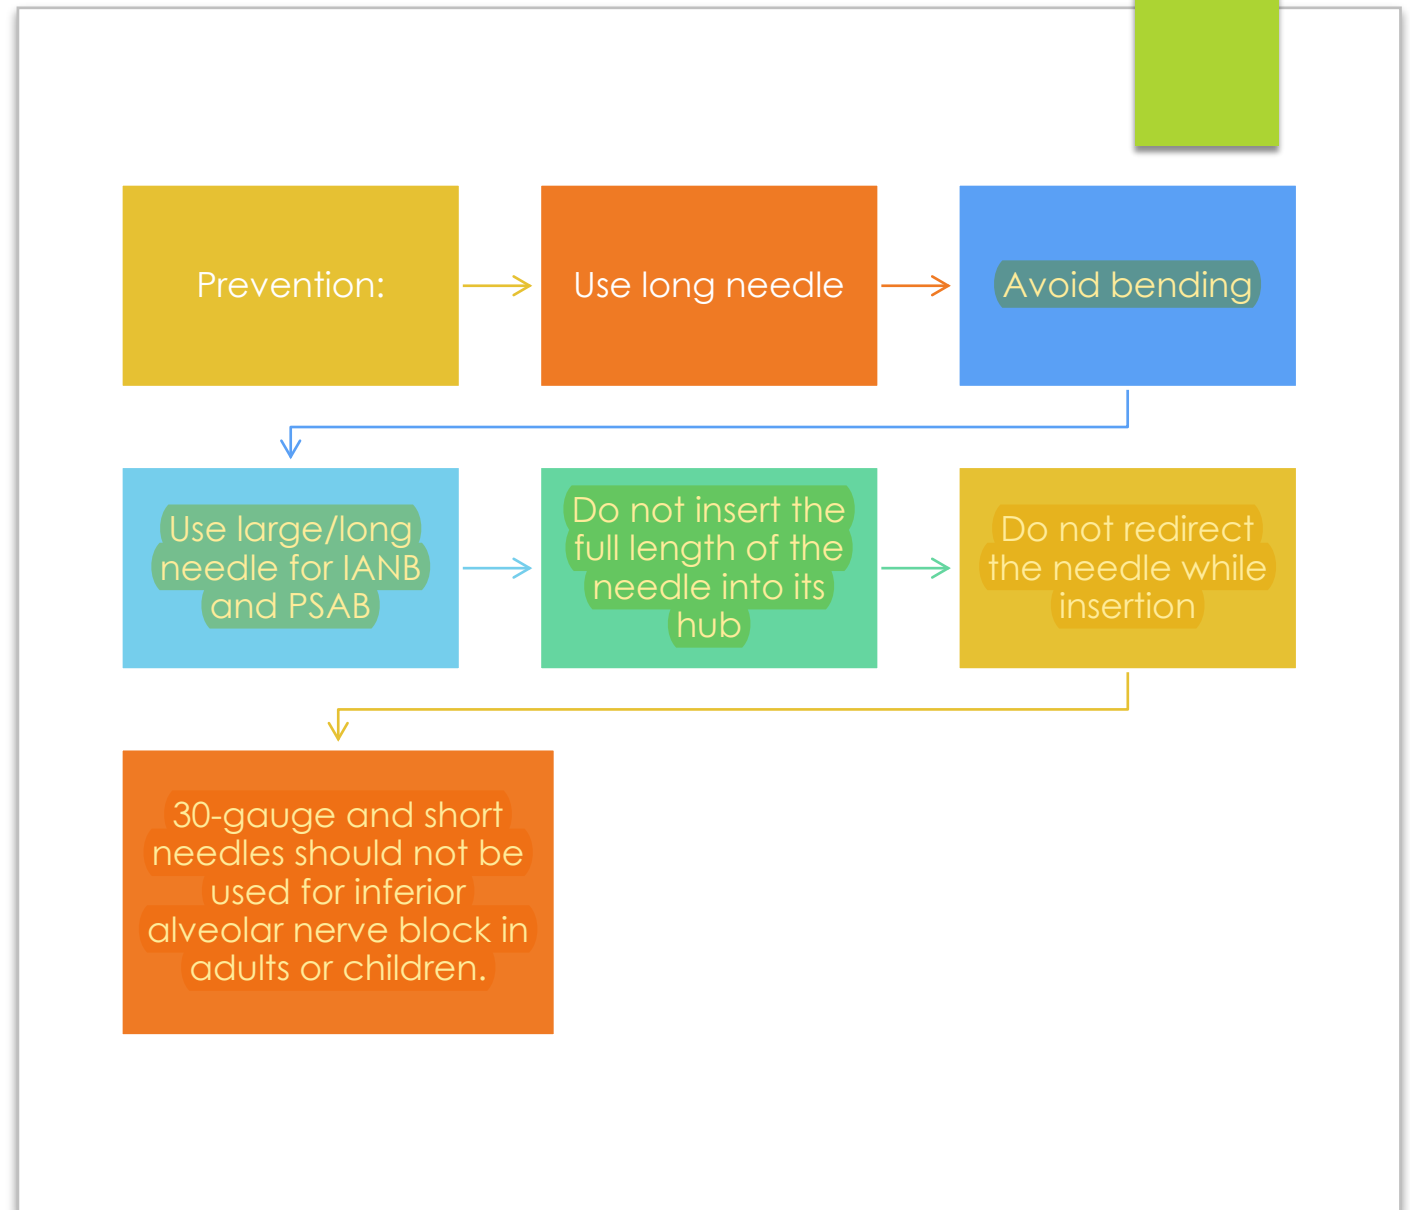 Prevention:
Use long needle
Avoid bending
Use large/long
needle for IANB
and PSAB
Do not insert the
full length of the
needle into its
hub
Do not redirect
the needle while
insertion
30-gauge and short
needles should not be
used for inferior
alveolar nerve block in
adults or children.